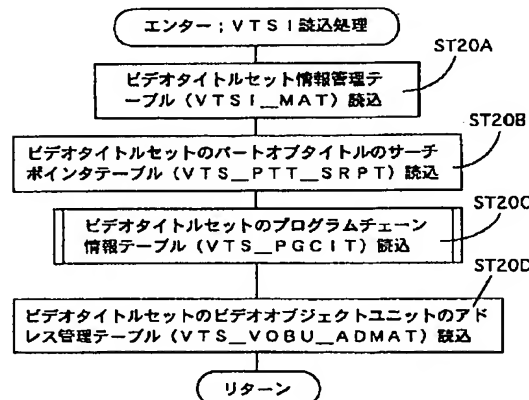 エンター；ＶＴＳＩ読込処理
ST20A
ビデオタイトルセット情報管理テ
ーブル（ＶＴＳＩ＿ＭＡＴ）読込
ST20B
ビデオタイトルセットのパートオブタイトルのサーチ
ポインタテーブル（ＶＴＳ＿ＰＴＴ＿ＳＲＰＴ）読込
ST20C
ビデオタイトルセットのプログラムチェーン
情報テーブル（ＶＴＳ＿ＰＧＣＩＴ）読込
ST20D
ビデオタイトルセットのビデオオブジェクトユニットのアド
レス管理テーブル（ＶＴＳ＿ＶＯＢＵ＿ＡＤＭＡＴ）読込
リターン